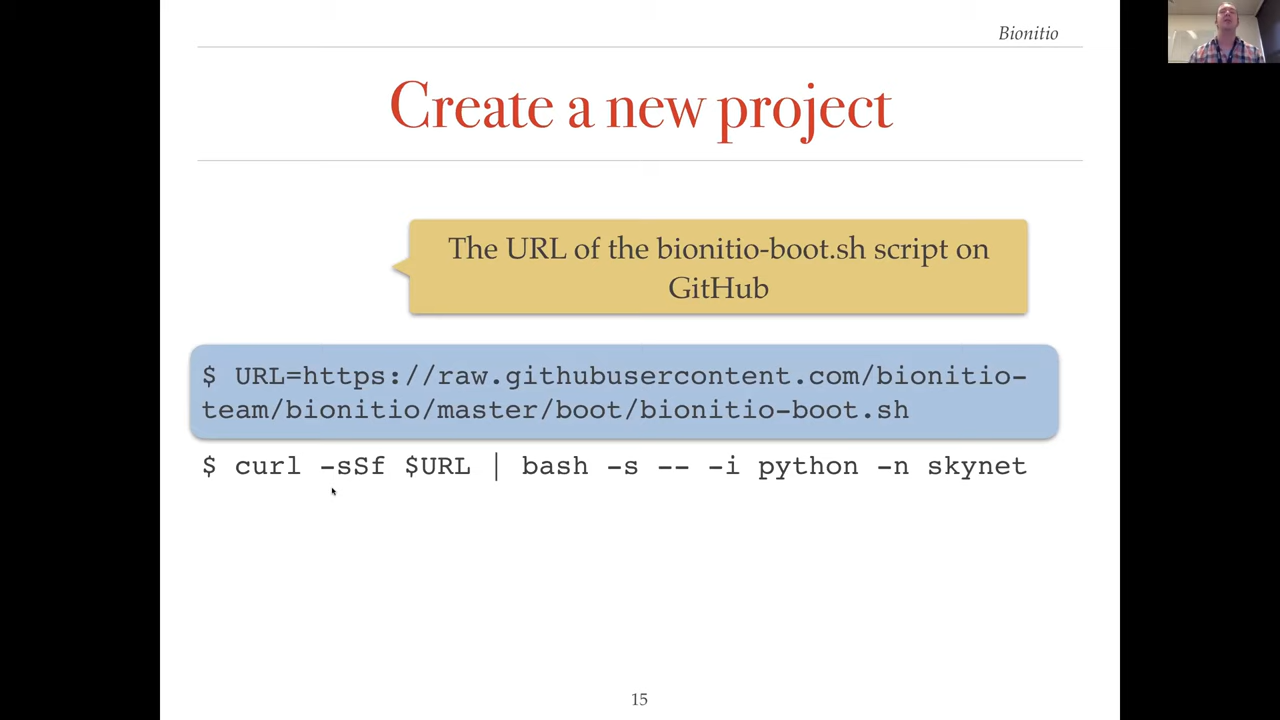 Bionitio
Create a new project
The URL of the bionitio-boot.sh script on
GitHub
$ URL=https://raw.githubusercontent.com/bionitio-
team/bionitio/master/boot/bionitio-boot.sh
$ curl -sSf $URL | bash -s -- -i python -n skynet
15